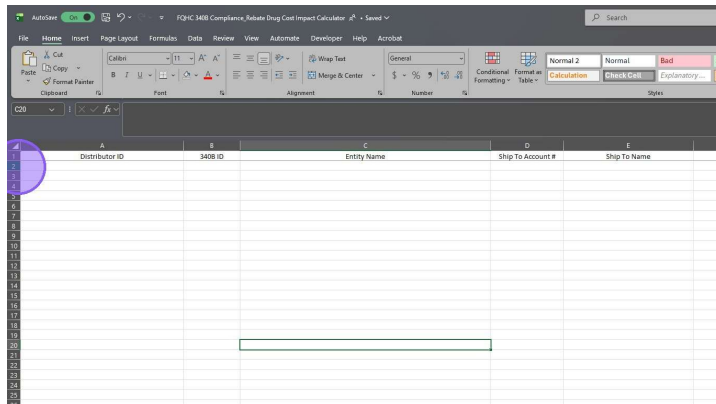 AutoSave On FQHC 340B Compliance_Rebate Drug Cost Impact Calculator • Saved Search
File Home Insert Page Layout Formulas Data Review View Automate Developer Help Acrobat
Cut Calibri 11 A^ A˅ Wrap Text General Normal 2 Normal Bad
Copy
Paste Format Painter B I U A Merge & Center $ % 9 Conditional Formatting Format as Table Calculation Check Cell Explanatory ...
Clipboard Font Alignment Number Styles
C20 fx
A B C D E
1 Distributor ID 340B ID Entity Name Ship To Account # Ship To Name
2
3
4
5
6
7
8
9
10
11
12
13
14
15
16
17
18
19
20
21
22
23
24
25